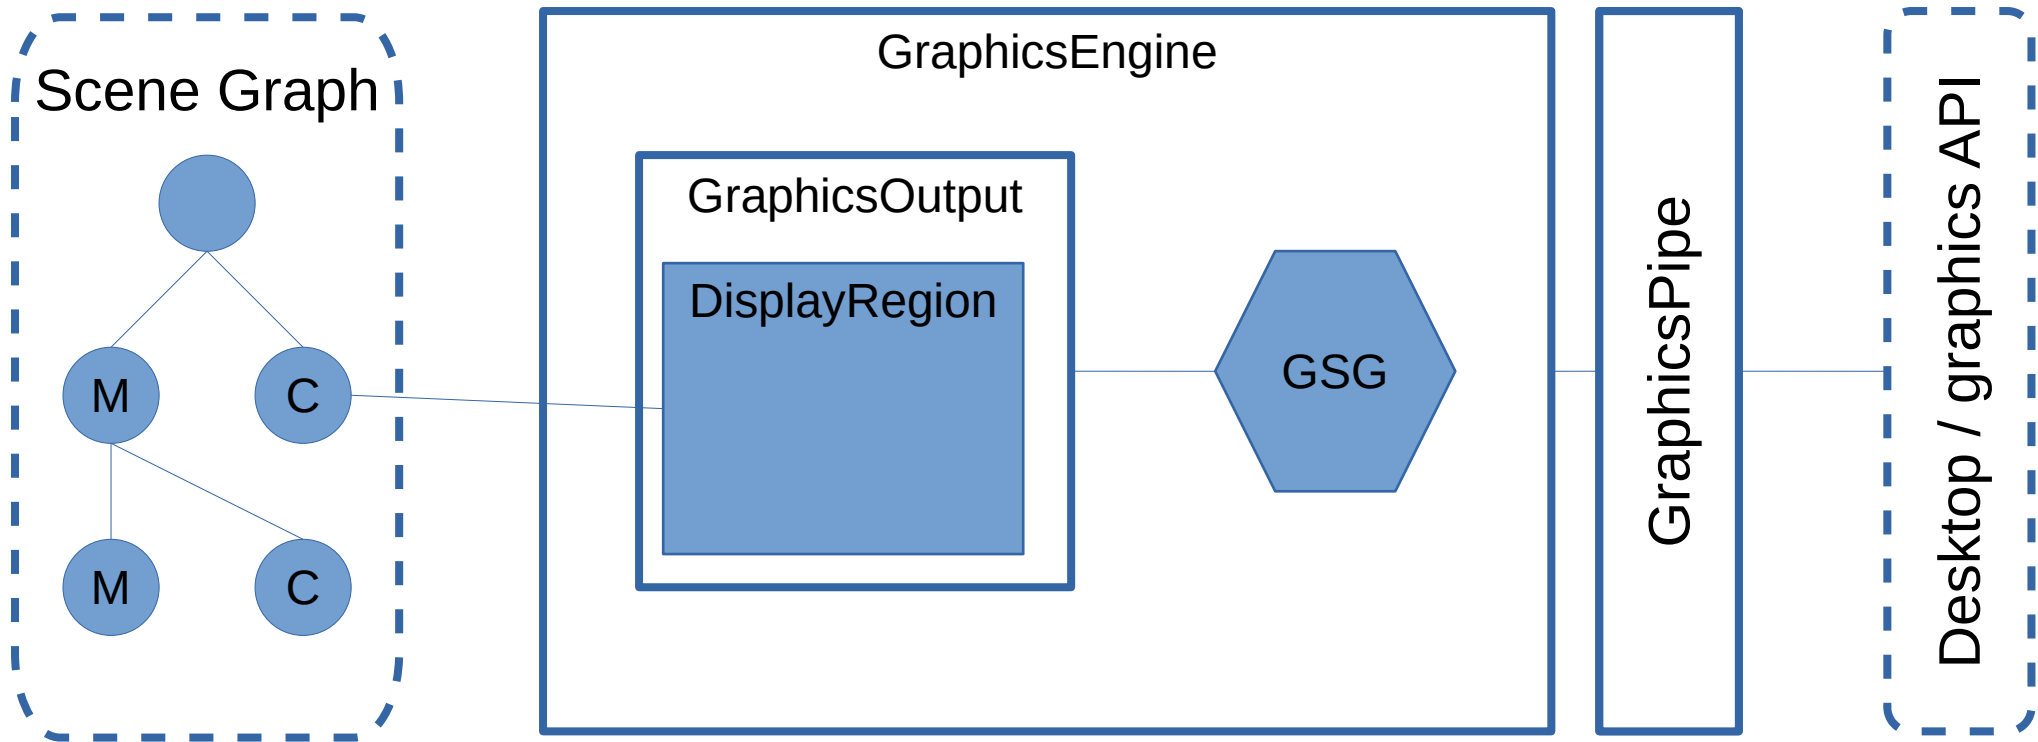 Scene Graph
M
C
M
C
GraphicsEngine
GraphicsOutput
DisplayRegion
GSG
GraphicsPipe
Desktop / graphics API